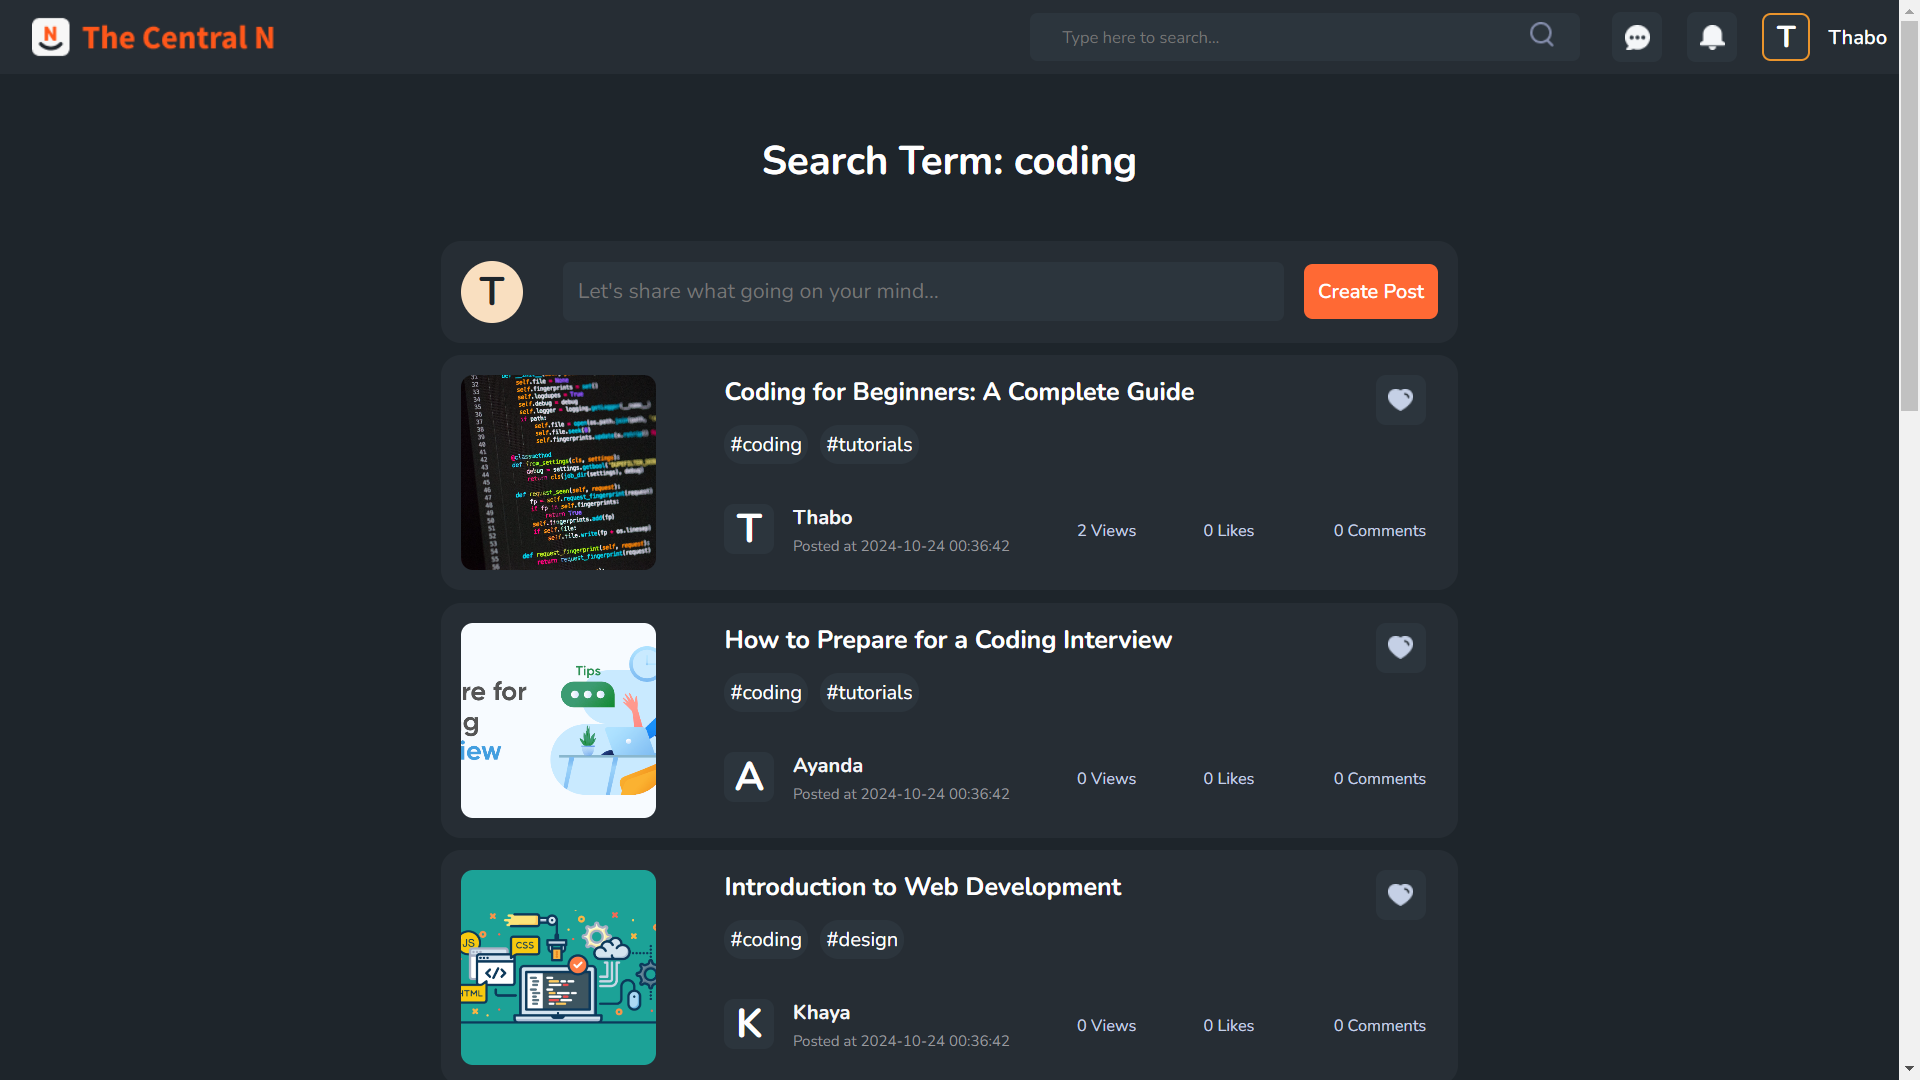 N The Central N
Type here to search...
T Thabo
Search Term: coding
T
Let's share what going on your mind...
Create Post
Coding for Beginners: A Complete Guide
#coding #tutorials
T
Thabo
Posted at 2024-10-24 00:36:42
2 Views 0 Likes 0 Comments
re for
g
iew
Tips
How to Prepare for a Coding Interview
#coding #tutorials
A
Ayanda
Posted at 2024-10-24 00:36:42
0 Views 0 Likes 0 Comments
JS
CSS
</>
HTML
Introduction to Web Development
#coding #design
K
Khaya
Posted at 2024-10-24 00:36:42
0 Views 0 Likes 0 Comments